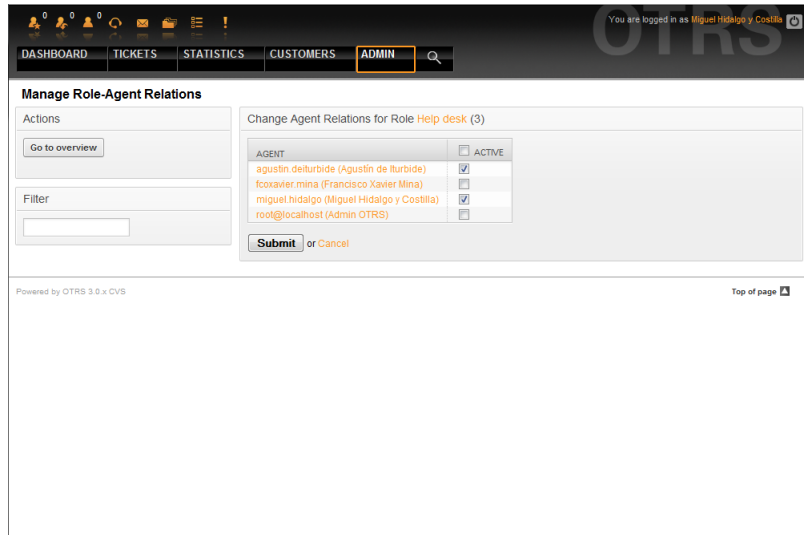 0 0 0
You are logged in as Miguel Hidalgo y Costilla
OTRS
DASHBOARD TICKETS STATISTICS CUSTOMERS ADMIN
Manage Role-Agent Relations
Actions
Go to overview
Filter
Change Agent Relations for Role Help desk (3)
AGENT ACTIVE
agustin.deiturbide (Agustín de Iturbide)
fcoxavier.mina (Francisco Xavier Mina)
miguel.hidalgo (Miguel Hidalgo y Costilla)
root@localhost (Admin OTRS)
Submit or Cancel
Powered by OTRS 3.0.x CVS
Top of page